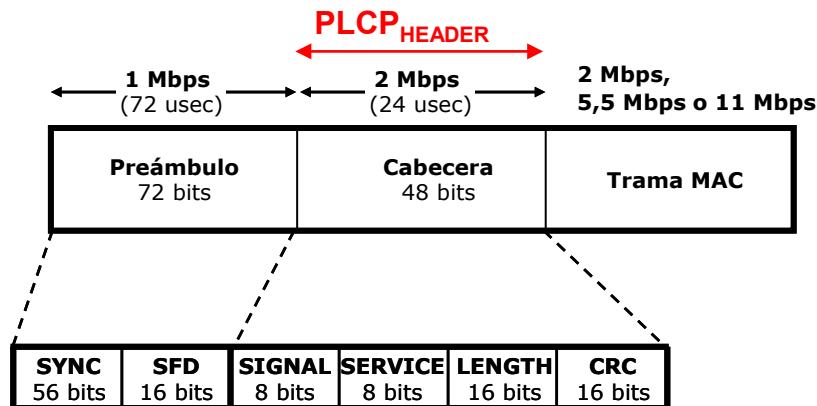 PLCP HEADER
1 Mbps
(72 usec)
2 Mbps
(24 usec)
2 Mbps,
5,5 Mbps o 11 Mbps
Preámbulo
72 bits
Cabecera
48 bits
Trama MAC
SYNC SFD SIGNAL SERVICE LENGTH CRC
56 bits 16 bits 8 bits 8 bits 16 bits 16 bits